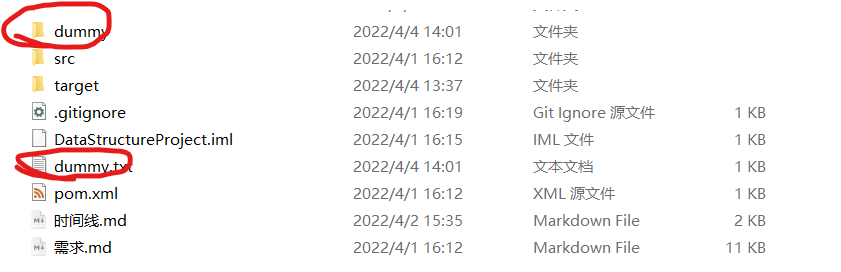 dummy 2022/4/4 14:01 文件夹
src 2022/4/1 16:12 文件夹
target 2022/4/4 13:37 文件夹
.gitignore 2022/4/1 16:19 Git Ignore 源文件 1 KB
DataStructureProject.iml 2022/4/1 16:15 IML 文件 1 KB
dummy.txt 2022/4/4 14:01 文本文档 1 KB
pom.xml 2022/4/1 16:12 XML 源文件 1 KB
时间线.md 2022/4/2 15:35 Markdown File 2 KB
需求.md 2022/4/1 16:12 Markdown File 11 KB